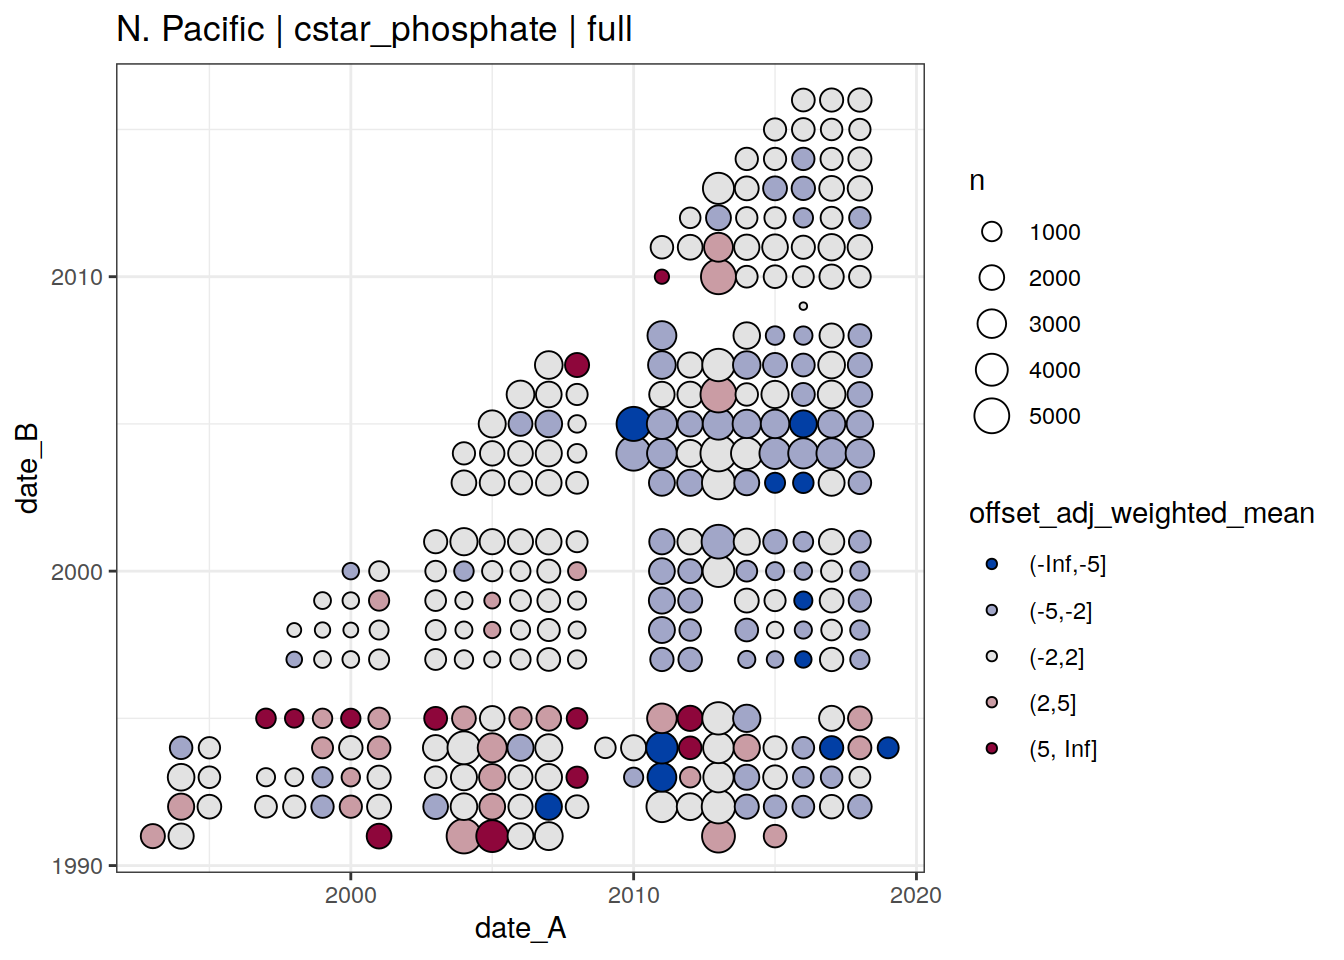 N. Pacific | cstar_phosphate | full
n
1000
2000
3000
4000
5000
offset_adj_weighted_mean
(-Inf,-5]
(-5,-2]
(-2,2]
(2,5]
(5, Inf]
date_B
2010
2000
1990
2000
2010
2020
date_A